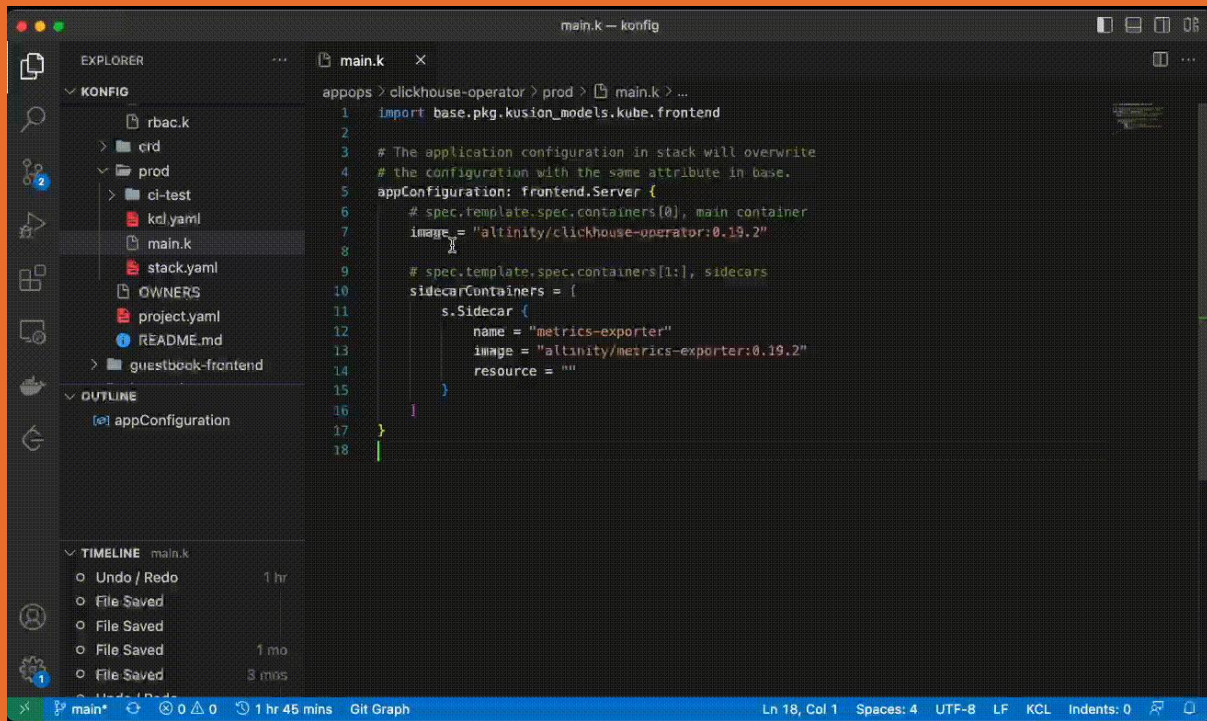 main.k — konfig
EXPLORER
KONFIG
rbac.k
crd
prod
ci-test
kcl.yaml
main.k
stack.yaml
OWNERS
project.yaml
README.md
guestbook-frontend
OUTLINE
appConfiguration
TIMELINE main.k
Undo / Redo 1 hr
File Saved
File Saved
File Saved 1 mo
File Saved 3 mos
main.k
appops > clickhouse-operator > prod > main.k > ...
1 import base.pkg.kusion_models.kube.frontend
2
3 # The application configuration in stack will overwrite
4 # the configuration with the same attribute in base.
5 appConfiguration: frontend.Server {
6 # spec.template.spec.containers[0], main container
7 image = "altinity/clickhouse-operator:0.19.2"
8
9 # spec.template.spec.containers[1:], sidecars
10 sidecarContainers = [
11 s.Sidecar {
12 name = "metrics-exporter"
13 image = "altinity/metrics-exporter:0.19.2"
14 resource = ""
15 }
16 ]
17 }
18
2
1
main* 0 0 1 hr 45 mins Git Graph Ln 18, Col 1 Spaces: 4 UTF-8 LF KCL Indents: 0